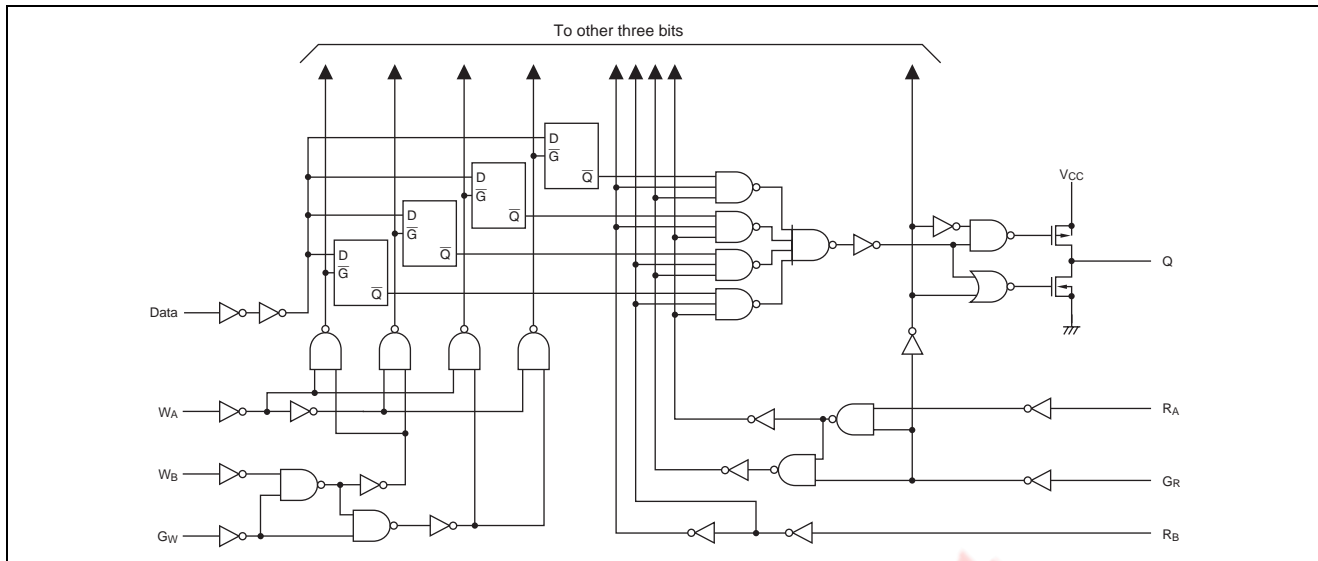 To other three bits
D
G̅
Q̅
VCC
D
G̅
Q̅
D
G̅
Q̅
Q
D
G̅
Q̅
Data
WA
RA
WB
GR
GW
RB